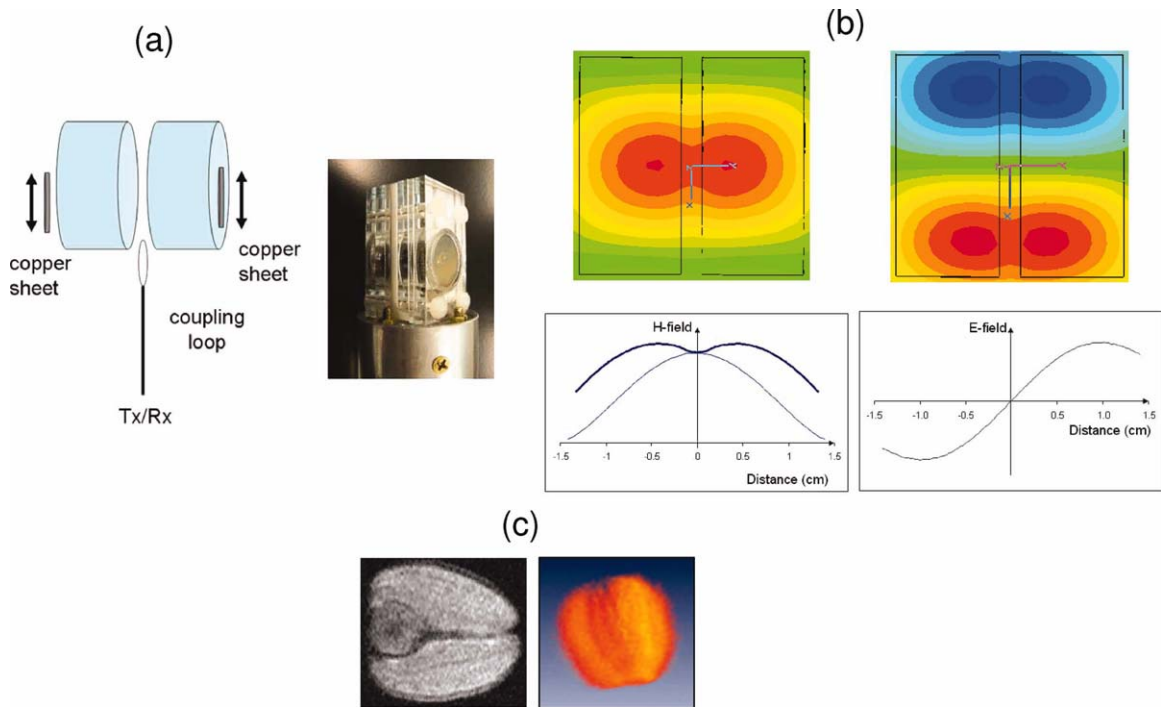 (a)
copper
sheet
copper
sheet
coupling
loop
Tx/Rx
(b)
H-field
-1.5
-1
-0.5
0
0.5
1
1.5
Distance (cm)
E-field
-1.5
-1.0
-0.5
0.5
1.0
1.5
Distance (cm)
(c)